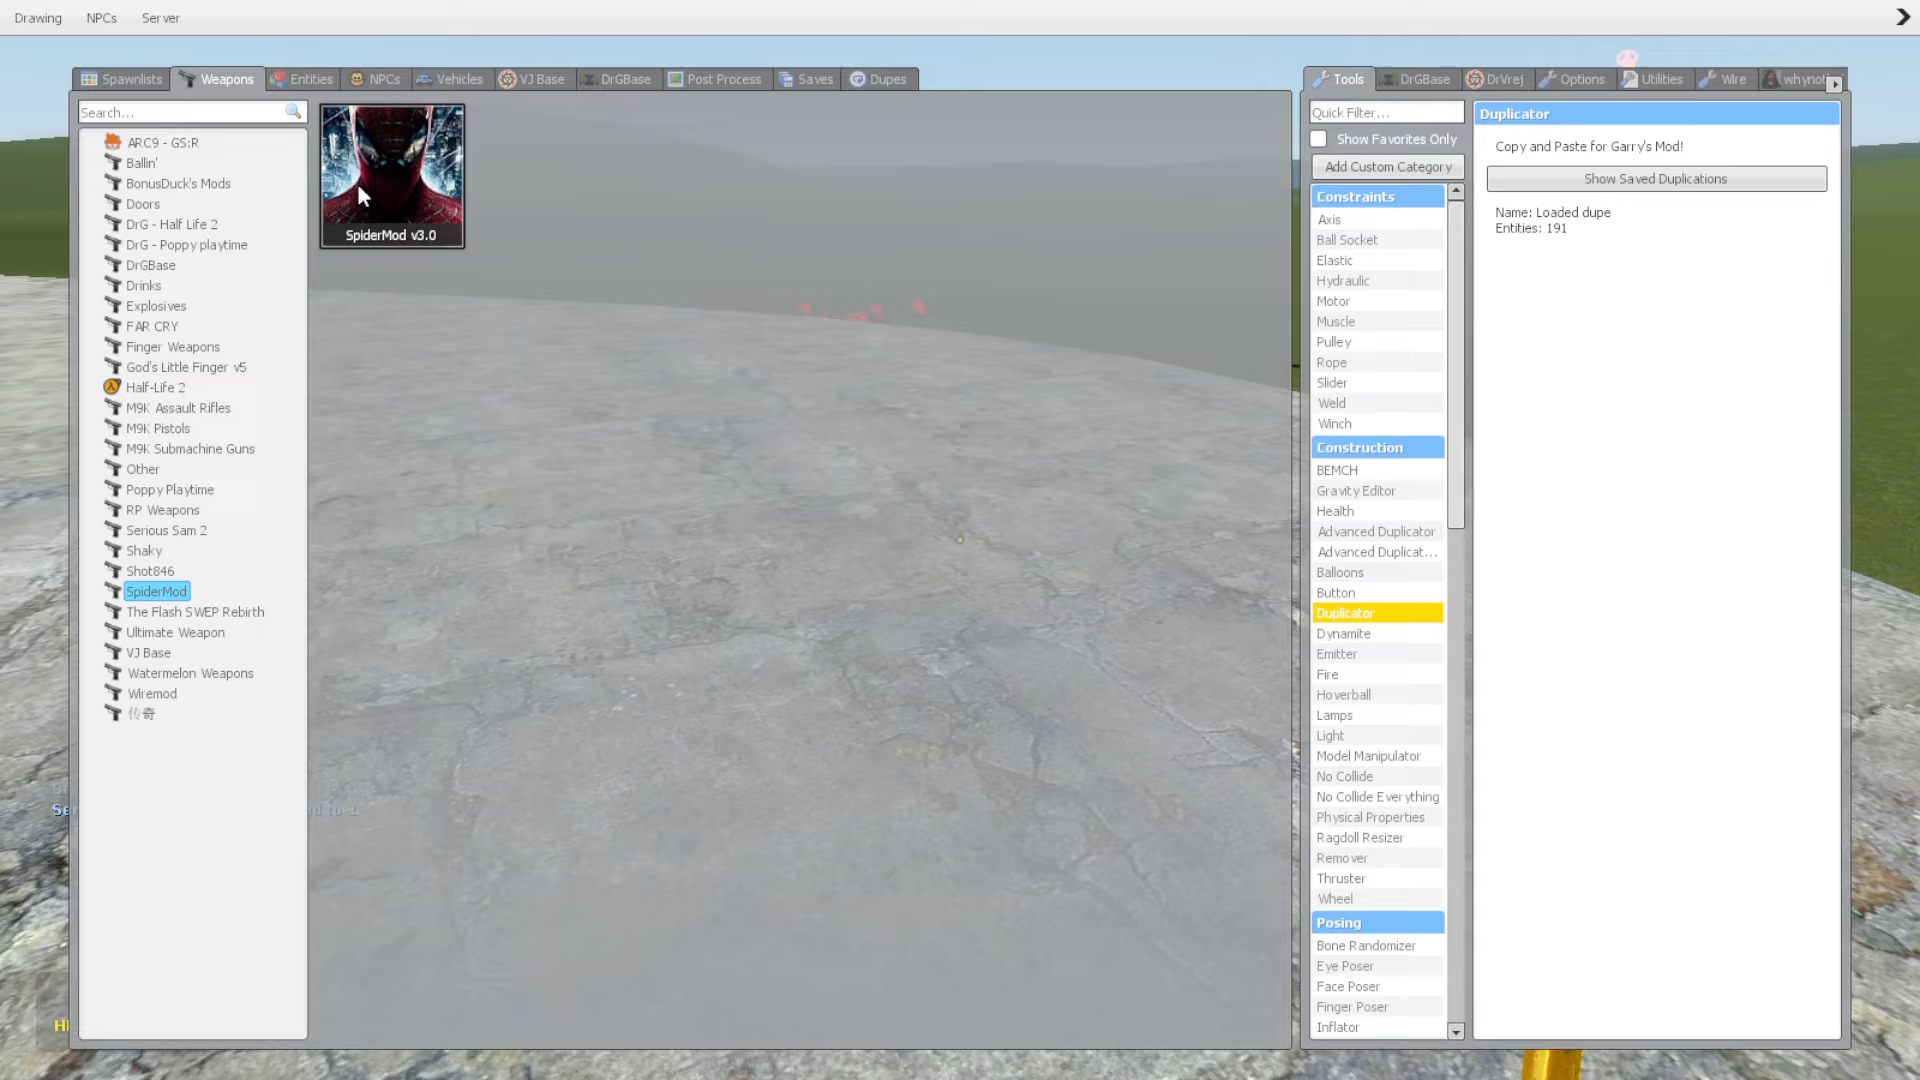 Drawing NPCs Server
Spawnlists Weapons Entities NPCs Vehicles VJ Base DrGBase Post Process Saves Dupes
Search...
ARC9 - GS:R
Ballin'
BonusDuck's Mods
Doors
DrG - Half Life 2
DrG - Poppy playtime
DrGBase
Drinks
Explosives
FAR CRY
Finger Weapons
God's Little Finger v5
Half-Life 2
M9K Assault Rifles
M9K Pistols
M9K Submachine Guns
Other
Poppy Playtime
RP Weapons
Serious Sam 2
Shaky
Shot846
SpiderMod
The Flash SWEP Rebirth
Ultimate Weapon
VJ Base
Watermelon Weapons
Wiremod
传奇
SpiderMod v3.0
Tools DrGBase DrVrej Options Utilities Wire
Quick Filter...
Show Favorites Only
Add Custom Category
Constraints
Axis
Ball Socket
Elastic
Hydraulic
Motor
Muscle
Pulley
Rope
Slider
Weld
Winch
Construction
BEMCH
Gravity Editor
Health
Advanced Duplicator
Advanced Duplicat...
Balloons
Button
Duplicator
Dynamite
Emitter
Fire
Hoverball
Lamps
Light
Model Manipulator
No Collide
No Collide Everything
Physical Properties
Ragdoll Resizer
Remover
Thruster
Wheel
Posing
Bone Randomizer
Eye Poser
Face Poser
Finger Poser
Inflator
Duplicator
Copy and Paste for Garry's Mod!
Show Saved Duplications
Name: Loaded dupe
Entities: 191
ed to 1